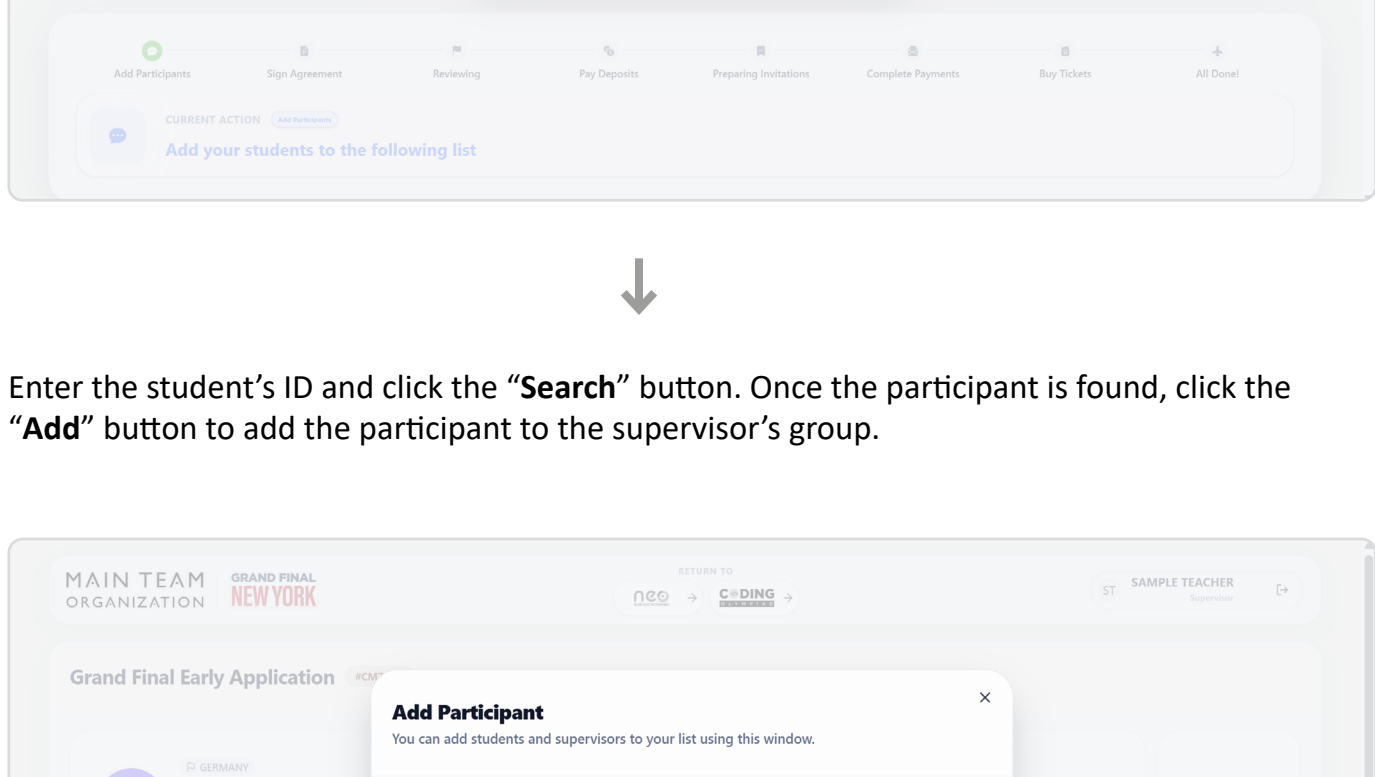 Add Participants Sign Agreement Reviewing Pay Deposits Preparing Invitations Complete Payments Buy Tickets All Done!
CURRENT ACTION Add Participants
Add your students to the following list
Enter the student’s ID and click the “Search” button. Once the participant is found, click the
“Add” button to add the participant to the supervisor’s group.
RETURN TO
MAIN TEAM
ORGANIZATION
GRAND FINAL
NEW YORK
neo
CODING
OLYMPIAD
ST SAMPLE TEACHER
Supervisor
Grand Final Early Application
Add Participant
You can add students and supervisors to your list using this window.
GERMANY